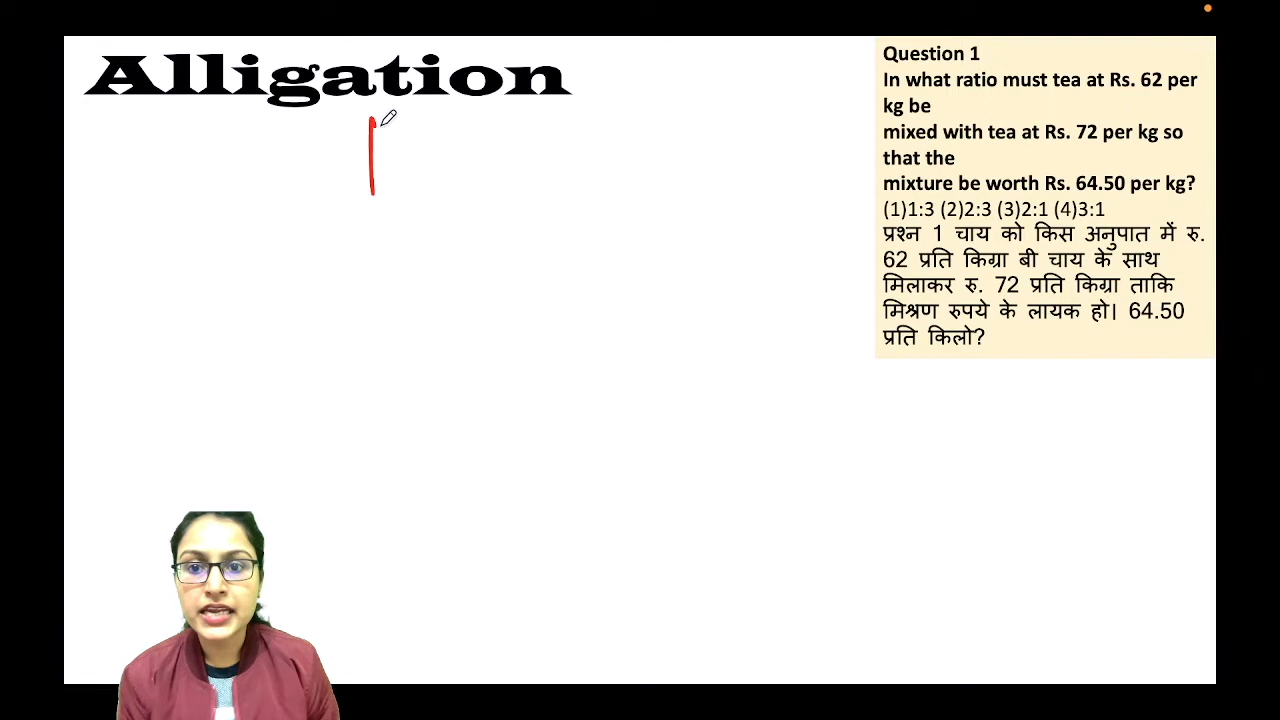 Alligation
Question 1
In what ratio must tea at Rs. 62 per
kg be
mixed with tea at Rs. 72 per kg so
that the
mixture be worth Rs. 64.50 per kg?
(1)1:3 (2)2:3 (3)2:1 (4)3:1
प्रश्न 1 चाय को किस अनुपात में रु.
62 प्रति किग्रा बी चाय के साथ
मिलाकर रु. 72 प्रति किग्रा ताकि
मिश्रण रुपये के लायक हो। 64.50
प्रति किलो?